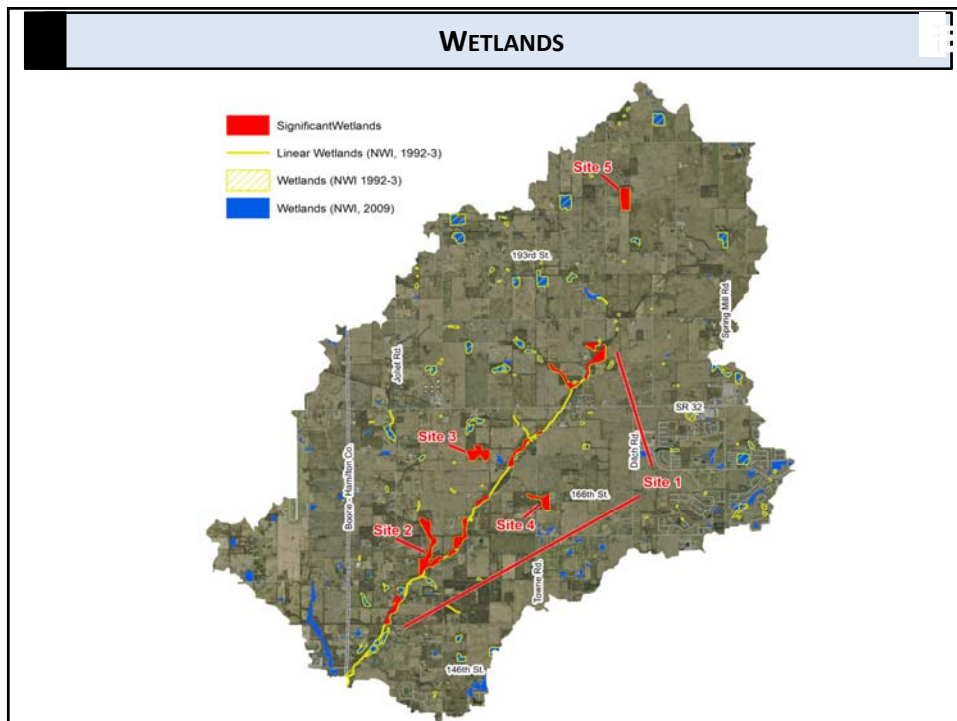 WETLANDS
SignificantWetlands
Linear Wetlands (NWI, 1992-3)
Wetlands (NWI 1992-3)
Wetlands (NWI, 2009)
Site 5
193rd St.
Spring Mill Rd.
Joliet Rd.
SR 32
Site 3
Ditch Rd.
Site 1
Boone - Hamilton Co.
166th St.
Site 4
Site 2
Towne Rd.
146th St.